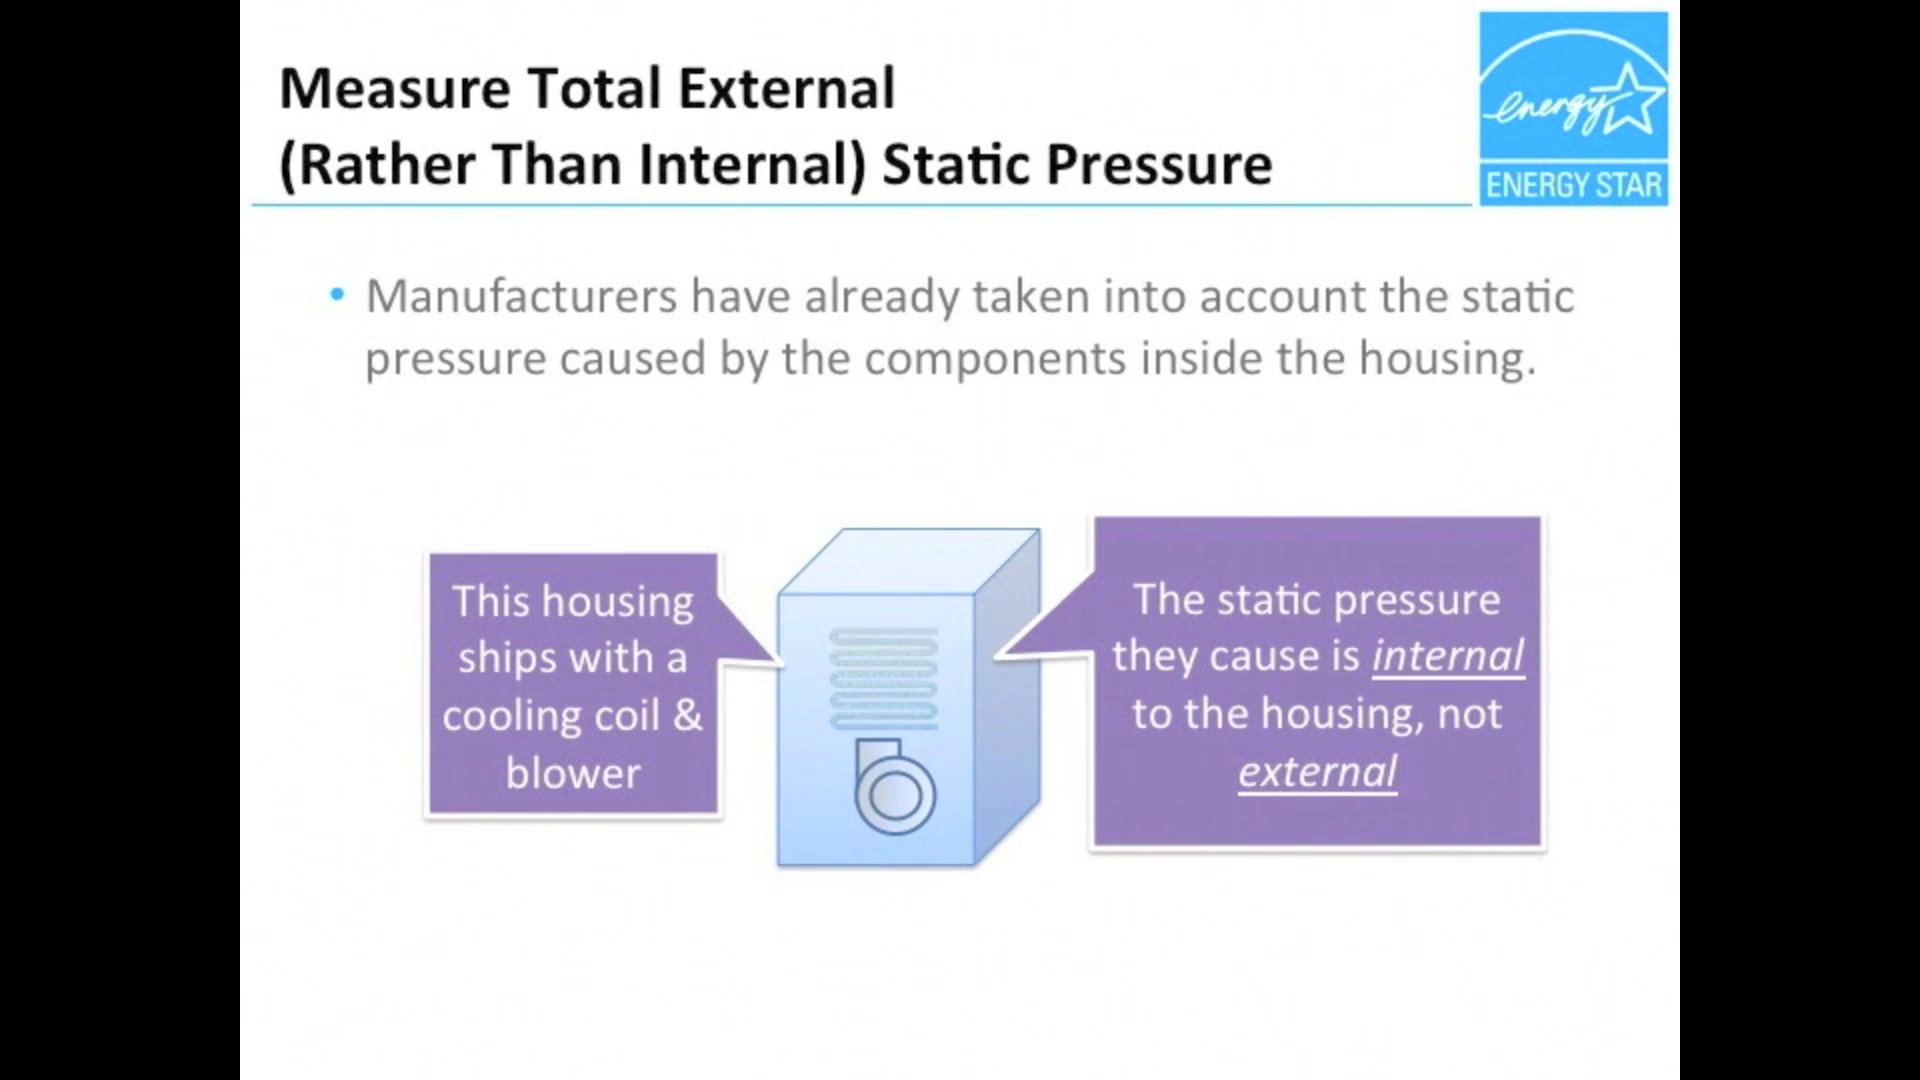 Measure Total External
(Rather Than Internal) Static Pressure
energy
ENERGY STAR
• Manufacturers have already taken into account the static
pressure caused by the components inside the housing.
This housing
ships with a
cooling coil &
blower
The static pressure
they cause is internal
to the housing, not
external